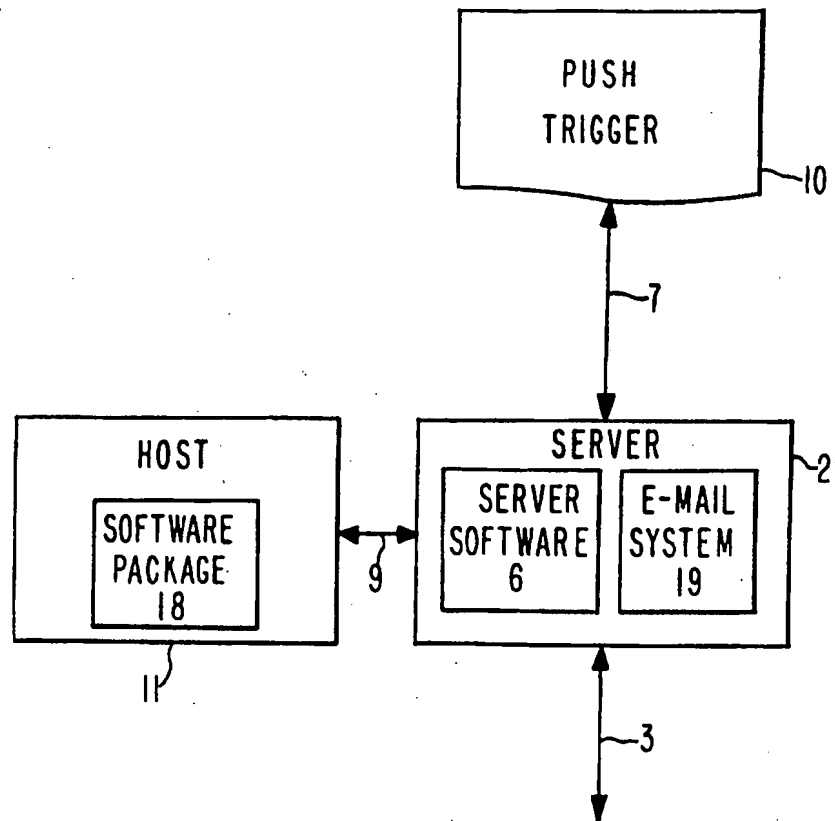 PUSH
TRIGGER
10
7
HOST
SOFTWARE
PACKAGE
18
11
9
SERVER
2
SERVER
SOFTWARE
6
E-MAIL
SYSTEM
19
3